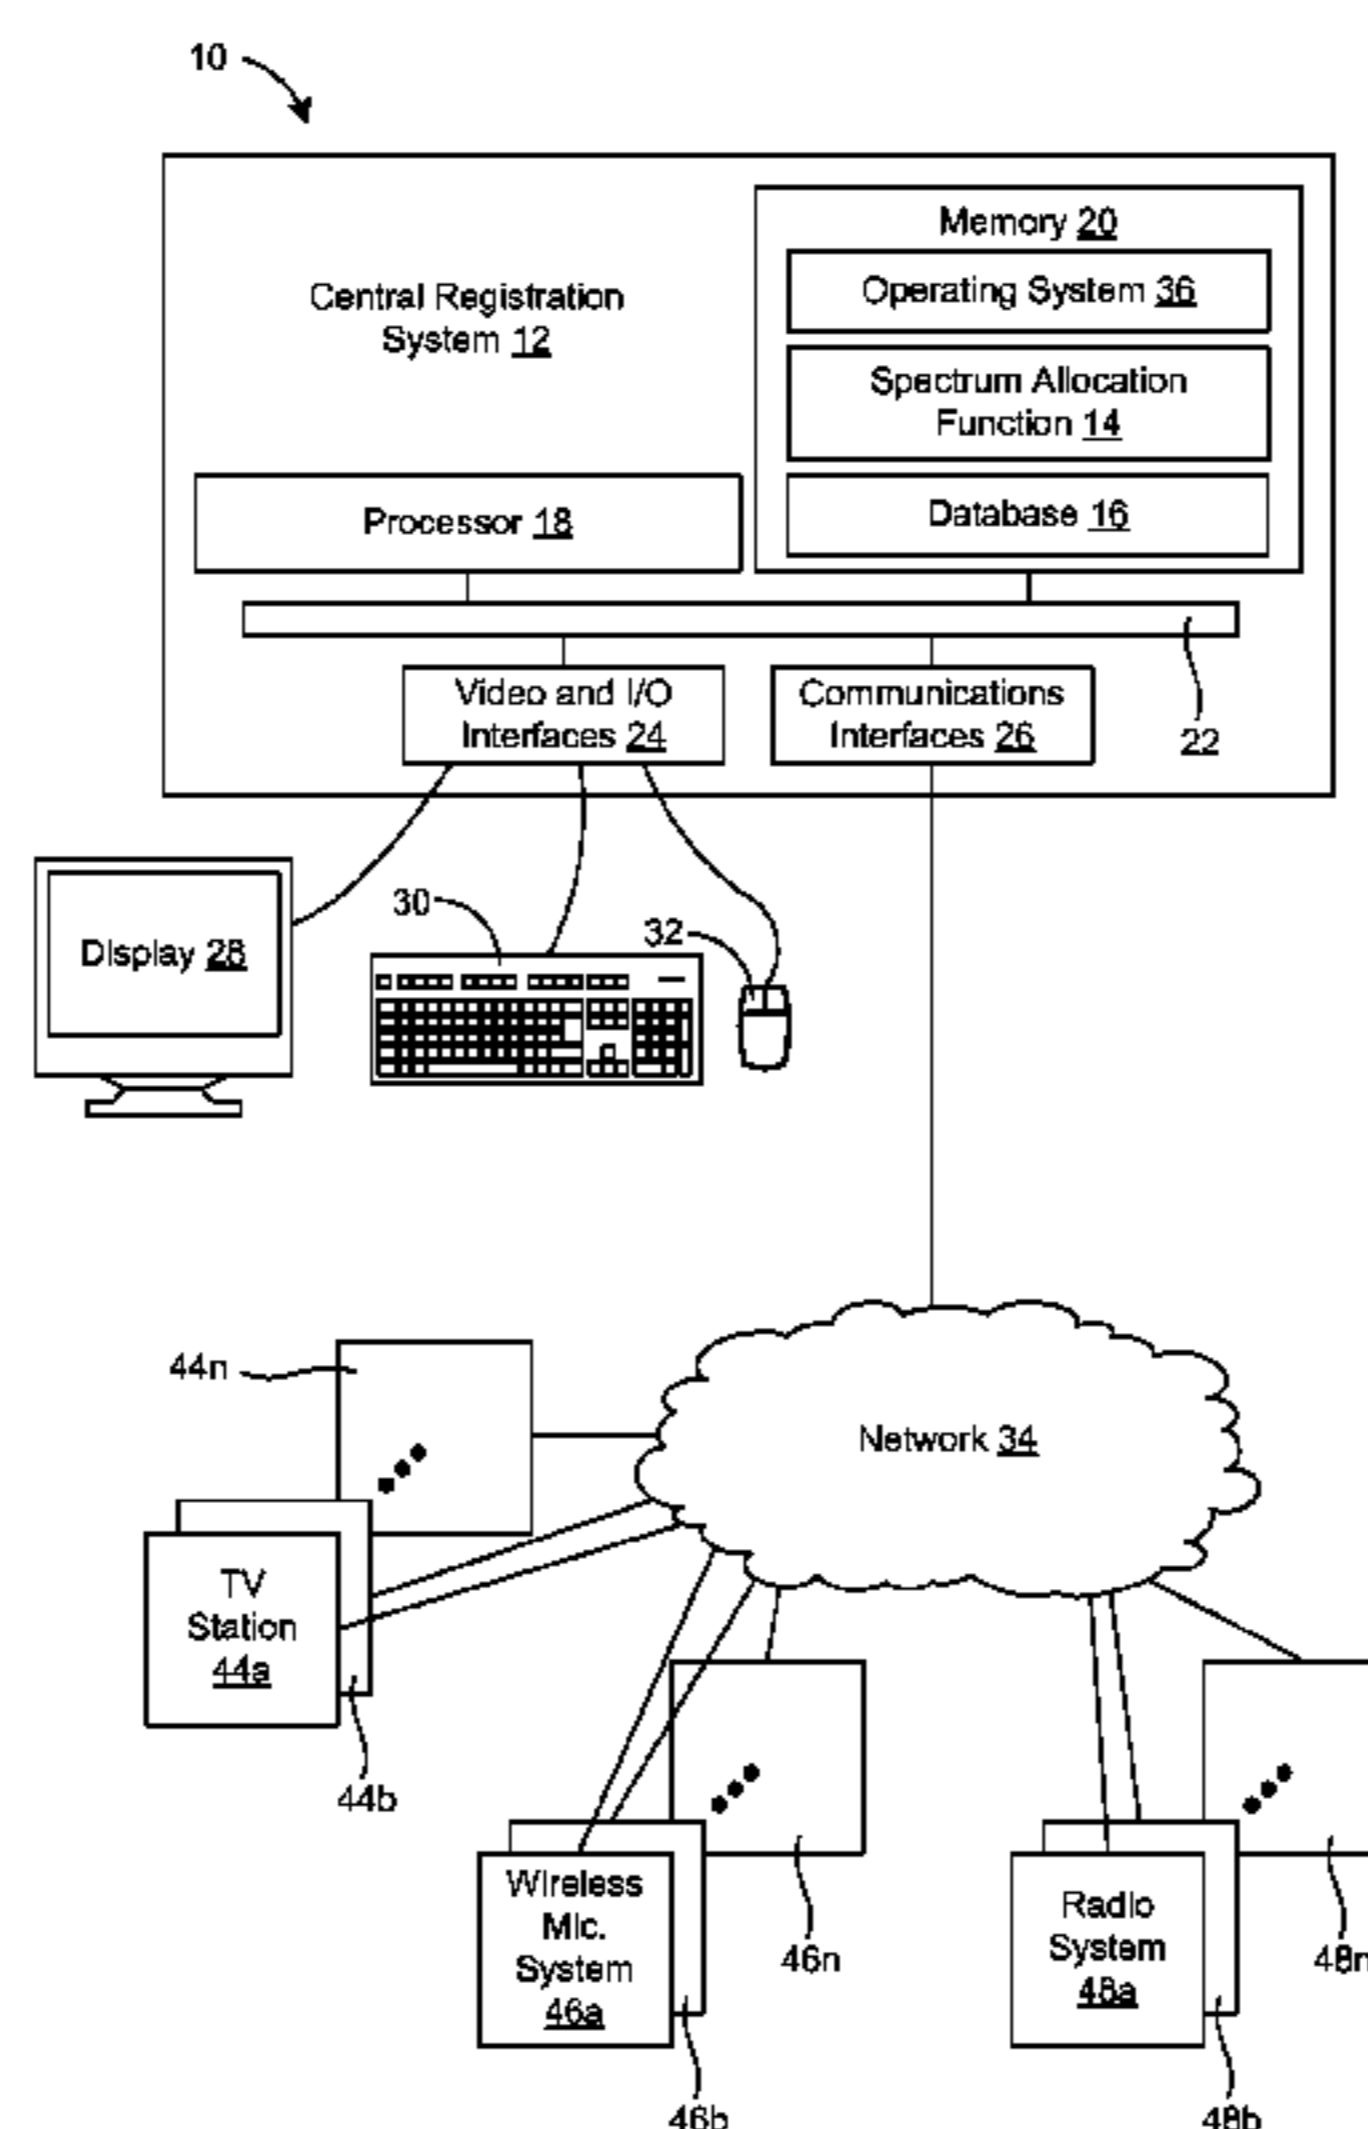 10
Memory 20
Operating System 36
Central Registration
System 12
Spectrum Allocation
Function 14
Processor 18
Database 16
Video and I/O
Interfaces 24
Communications
Interfaces 26
22
Display 28
30
32
44n
Network 34
TV
Station
44a
44b
Wireless
Mic.
System
46a
46n
46b
Radio
System
48a
48n
48b